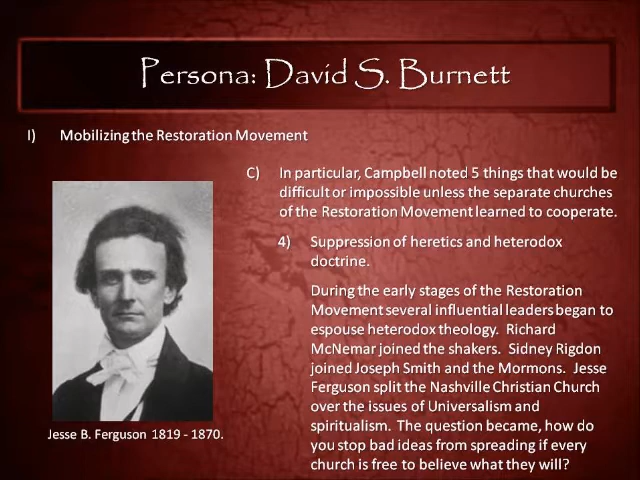 Persona: David S. Burnett
I) Mobilizing the Restoration Movement
C) In particular, Campbell noted 5 things that would be
difficult or impossible unless the separate churches
of the Restoration Movement learned to cooperate.
4) Suppression of heretics and heterodox
doctrine.
During the early stages of the Restoration
Movement several influential leaders began to
espouse heterodox theology. Richard
McNemar joined the shakers. Sidney Rigdon
joined Joseph Smith and the Mormons. Jesse
Ferguson split the Nashville Christian Church
over the issues of Universalism and
spiritualism. The question became, how do
you stop bad ideas from spreading if every
church is free to believe what they will?
Jesse B. Ferguson 1819 - 1870.